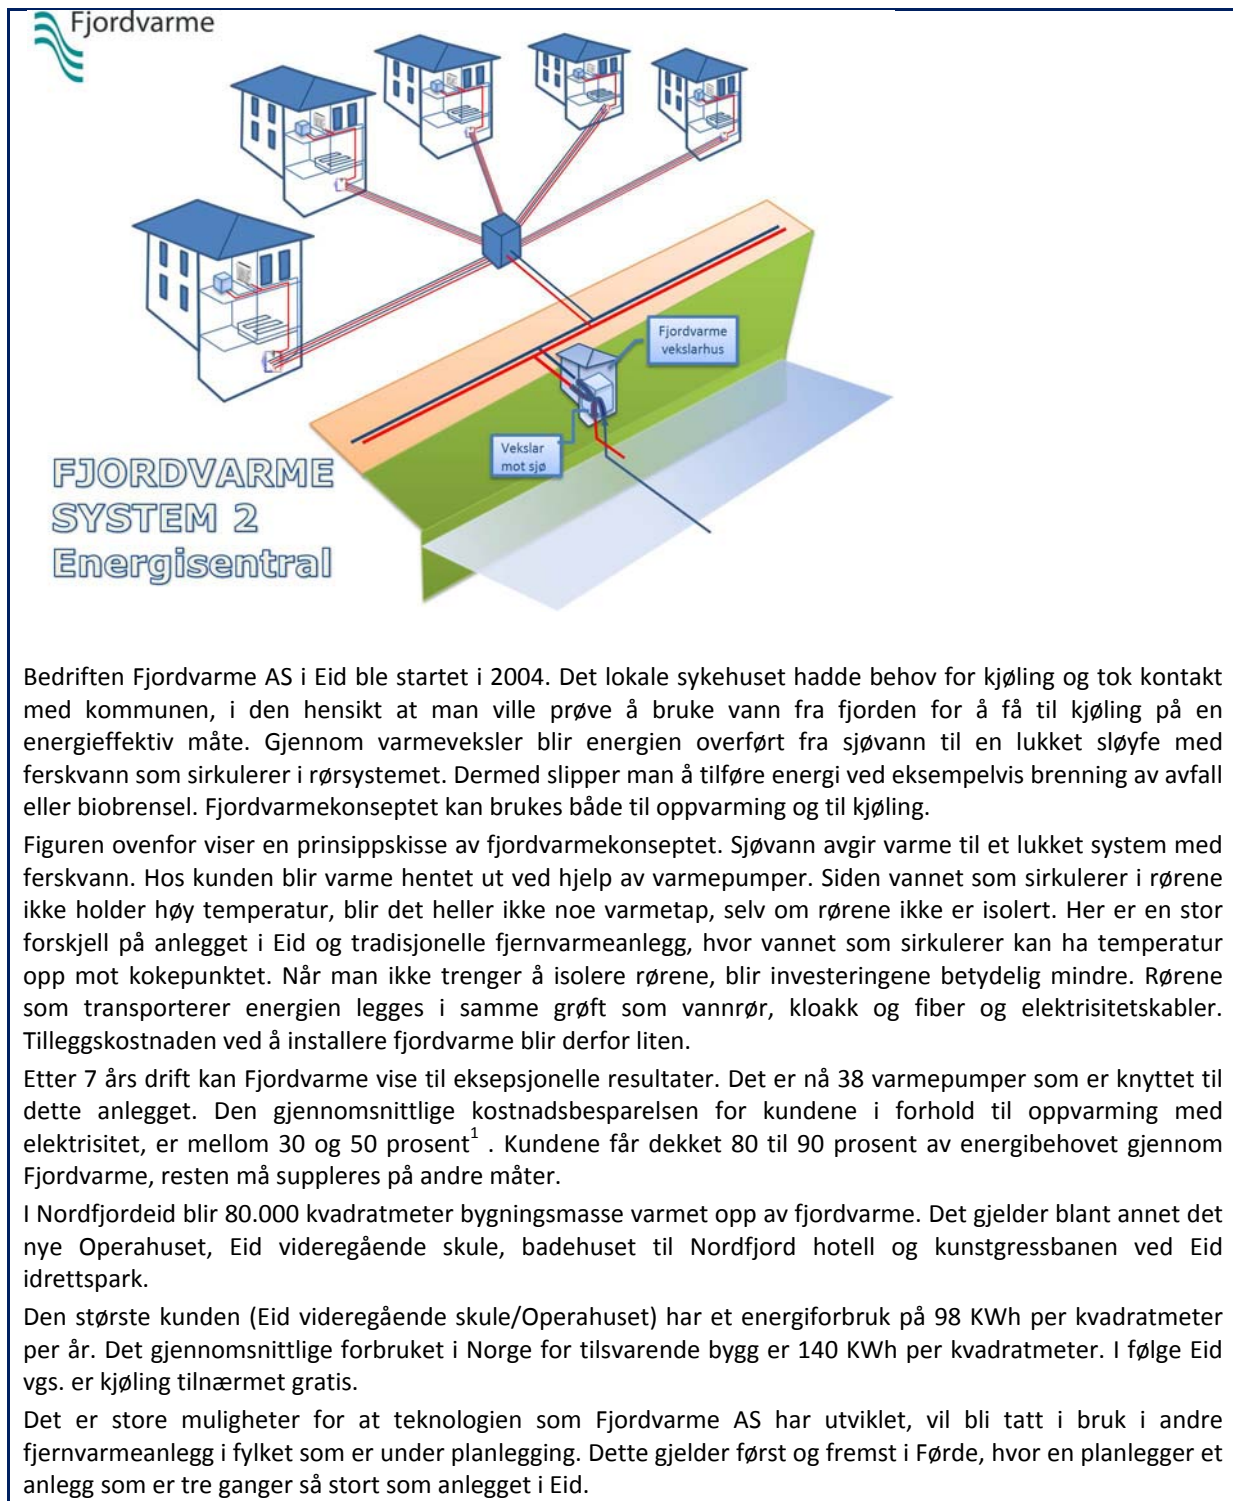 Fjordvarme
Fjordvarme
vekslarhus
Vekslar
mot sjø
FJORDVARME
SYSTEM 2
Energisentral
Bedriften Fjordvarme AS i Eid ble startet i 2004. Det lokale sykehuset hadde behov for kjøling og tok kontakt
med kommunen, i den hensikt at man ville prøve å bruke vann fra fjorden for å få til kjøling på en
energieffektiv måte. Gjennom varmeveksler blir energien overført fra sjøvann til en lukket sløyfe med
ferskvann som sirkulerer i rørsystemet. Dermed slipper man å tilføre energi ved eksempelvis brenning av avfall
eller biobrensel. Fjordvarmekonseptet kan brukes både til oppvarming og til kjøling.
Figuren ovenfor viser en prinsippskisse av fjordvarmekonseptet. Sjøvann avgir varme til et lukket system med
ferskvann. Hos kunden blir varme hentet ut ved hjelp av varmepumper. Siden vannet som sirkulerer i rørene
ikke holder høy temperatur, blir det heller ikke noe varmetap, selv om rørene ikke er isolert. Her er en stor
forskjell på anlegget i Eid og tradisjonelle fjernvarmeanlegg, hvor vannet som sirkulerer kan ha temperatur
opp mot kokepunktet. Når man ikke trenger å isolere rørene, blir investeringene betydelig mindre. Rørene
som transporterer energien legges i samme grøft som vannrør, kloakk og fiber og elektrisitetskabler.
Tilleggskostnaden ved å installere fjordvarme blir derfor liten.
Etter 7 års drift kan Fjordvarme vise til eksepsjonelle resultater. Det er nå 38 varmepumper som er knyttet til
dette anlegget. Den gjennomsnittlige kostnadsbesparelsen for kundene i forhold til oppvarming med
elektrisitet, er mellom 30 og 50 prosent¹ . Kundene får dekket 80 til 90 prosent av energibehovet gjennom
Fjordvarme, resten må suppleres på andre måter.
I Nordfjordeid blir 80.000 kvadratmeter bygningsmasse varmet opp av fjordvarme. Det gjelder blant annet det
nye Operahuset, Eid videregående skule, badehuset til Nordfjord hotell og kunstgressbanen ved Eid
idrettspark.
Den største kunden (Eid videregående skule/Operahuset) har et energiforbruk på 98 KWh per kvadratmeter
per år. Det gjennomsnittlige forbruket i Norge for tilsvarende bygg er 140 KWh per kvadratmeter. I følge Eid
vgs. er kjøling tilnærmet gratis.
Det er store muligheter for at teknologien som Fjordvarme AS har utviklet, vil bli tatt i bruk i andre
fjernvarmeanlegg i fylket som er under planlegging. Dette gjelder først og fremst i Førde, hvor en planlegger et
anlegg som er tre ganger så stort som anlegget i Eid.